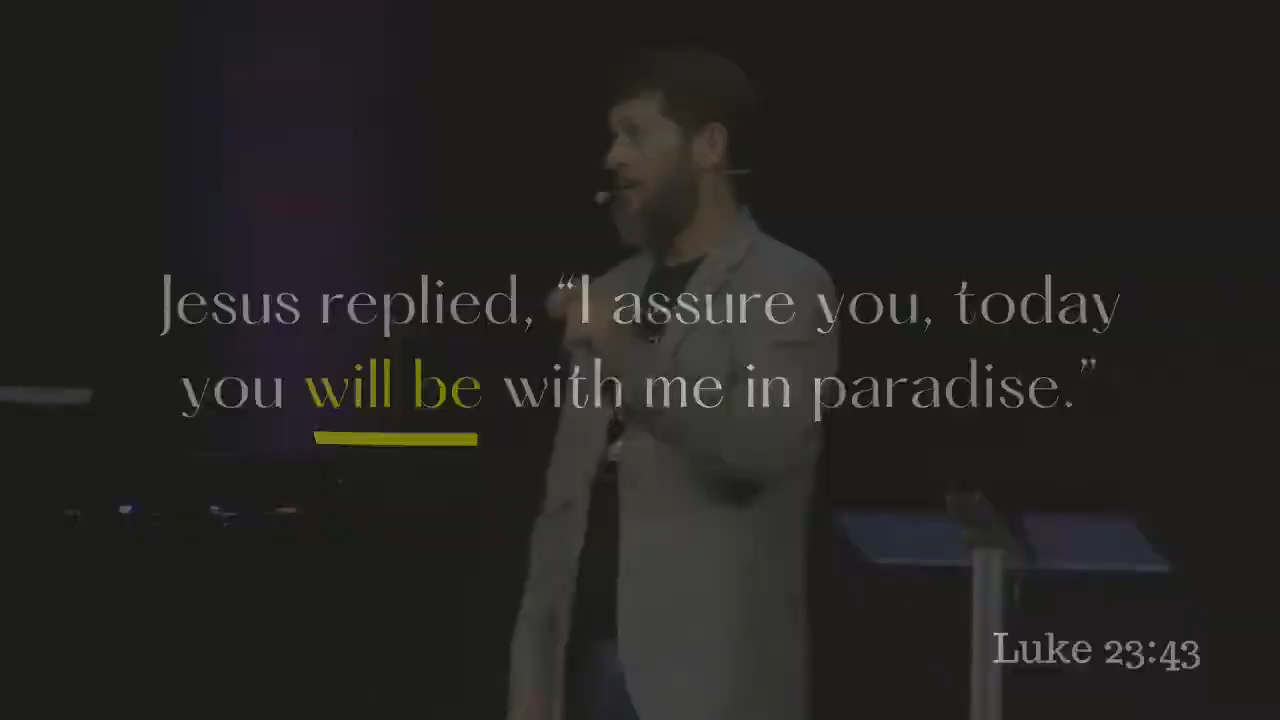 Jesus replied, “I assure you, today
you will be with me in paradise.”
Luke 23:43